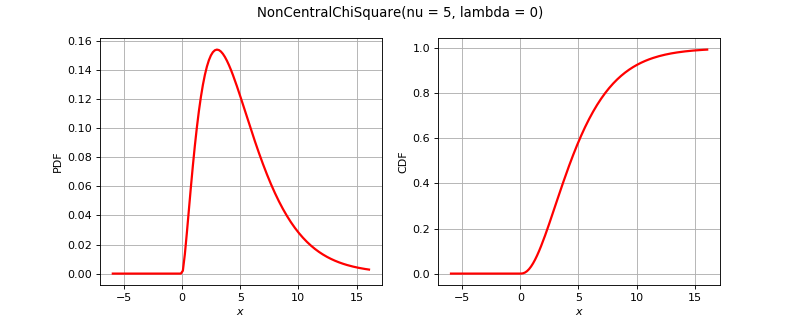 NonCentralChiSquare(nu = 5, lambda = 0)
0.16
0.14
0.12
0.10
0.08
0.06
0.04
0.02
0.00
PDF
−5 0 5 10 15
x
1.0
0.8
0.6
0.4
0.2
0.0
CDF
−5 0 5 10 15
x